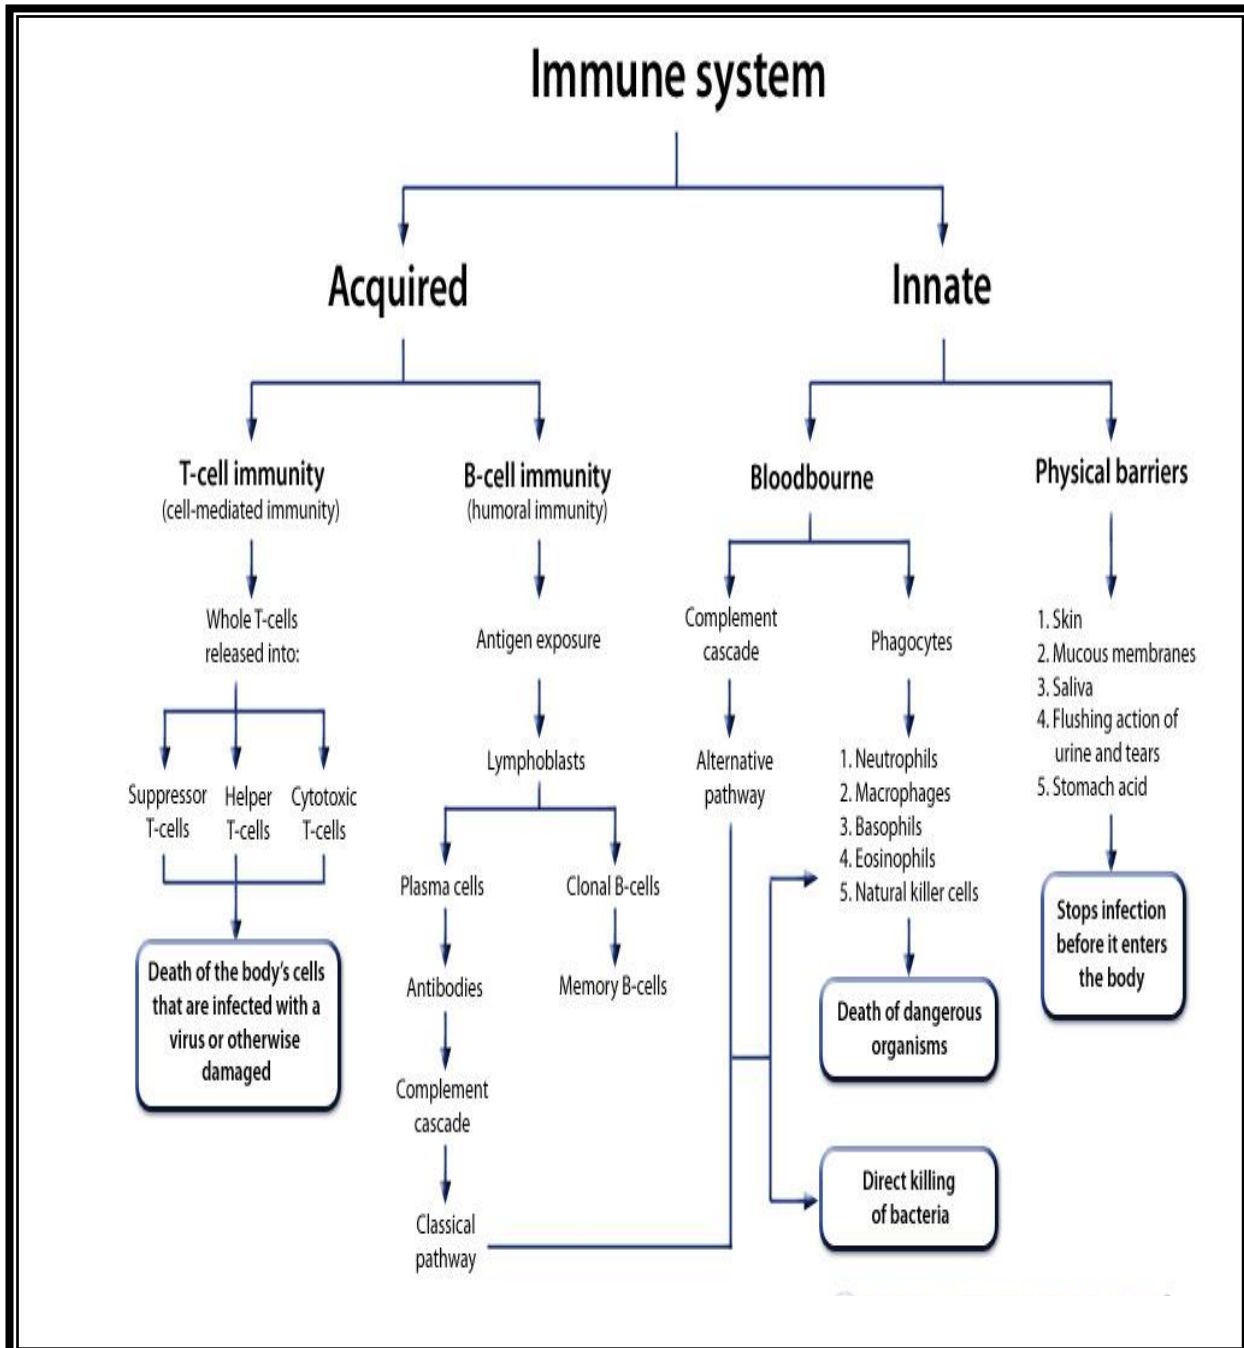 Immune system
Acquired
Innate
T-cell immunity
(cell-mediated immunity)
B-cell immunity
(humoral immunity)
Bloodbourne
Physical barriers
Whole T-cells
released into:
Antigen exposure
Complement
cascade
Phagocytes
1. Skin
2. Mucous membranes
3. Saliva
4. Flushing action of
urine and tears
5. Stomach acid
Suppressor
T-cells
Helper
T-cells
Cytotoxic
T-cells
Lymphoblasts
Alternative
pathway
1. Neutrophils
2. Macrophages
3. Basophils
4. Eosinophils
5. Natural killer cells
Plasma cells
Clonal B-cells
Stops infection
before it enters
the body
Death of the body's cells
that are infected with a
virus or otherwise
damaged
Antibodies
Memory B-cells
Death of dangerous
organisms
Complement
cascade
Direct killing
of bacteria
Classical
pathway